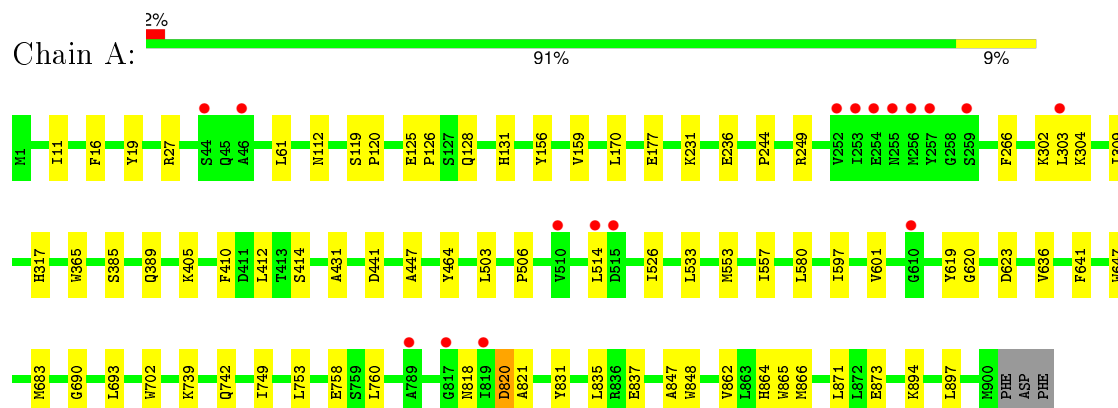 2%
Chain A:
91% 9%
M1 I11 F16 Y19 R27 S44 Q45 A46 L61 N112 S119 P120 E125 P126 S127 Q128 H131 Y156 V159 L170 E177 K231 E236 P244 R249 V252 I253 E254 N255 M256 Y257 G258 S259 F266 K302 L303 K304
H317 W365 S385 Q389 K405 F410 D411 L412 T413 S414 A431 D441 A447 Y464 L503 P506 V510 L514 D515 I526 L533 M553 I557 L580 I597 V601 G610 Y619 G620 D623 V636 F641 W647
M683 G690 L693 W702 K739 Q742 I749 L753 E758 S759 L760 A789 G817 N818 I819 D820 A821 Y831 L835 R836 E837 A847 W848 V862 L863 H864 W865 M866 L871 L872 E873 K894 L897 M900 PHE ASP PHE